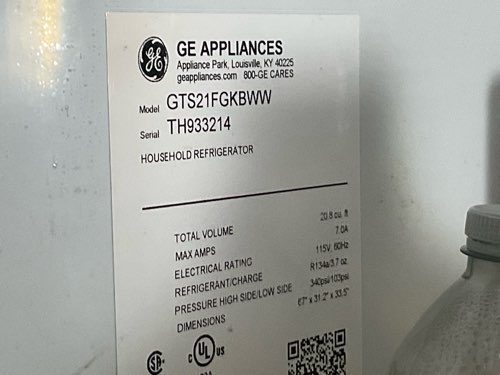 GE APPLIANCES
Appliance Park, Louisville, KY 40225
geappliances.com 800-GE CARES
Model GTS21FGKBWW
Serial TH933214
HOUSEHOLD REFRIGERATOR
TOTAL VOLUME 20.8 cu. ft
MAX AMPS 7.0A
ELECTRICAL RATING 115V, 60Hz
REFRIGERANT/CHARGE R134a/3.7 oz.
PRESSURE HIGH SIDE/LOW SIDE 340psi/103psi
DIMENSIONS 67" x 31.2" x 33.5"
C UL US